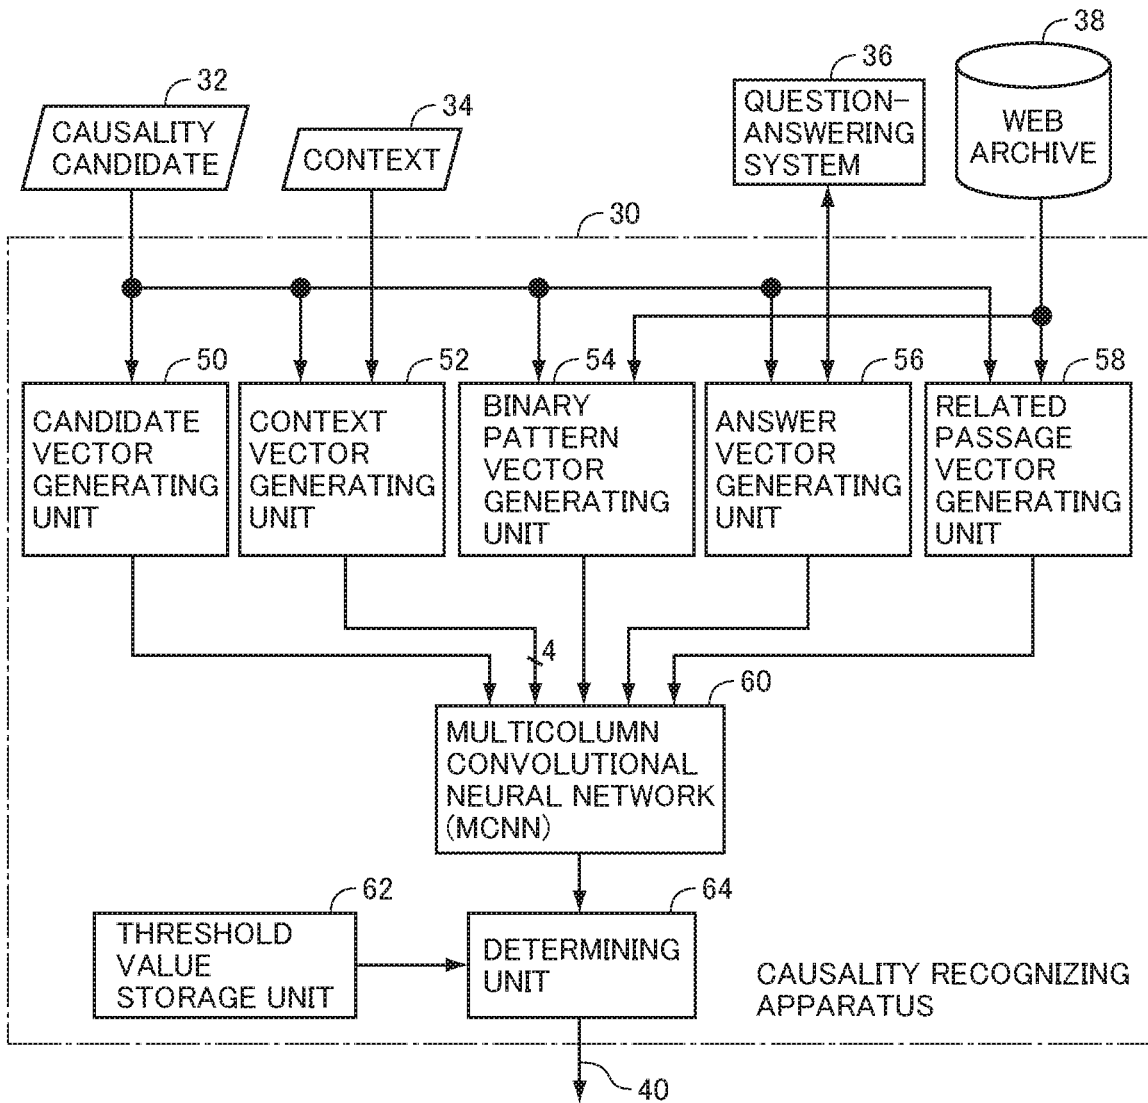 38
32
36
34
CAUSALITY
CANDIDATE
CONTEXT
QUESTION-
ANSWERING
SYSTEM
WEB
ARCHIVE
30
50
52
54
56
58
CANDIDATE
VECTOR
GENERATING
UNIT
CONTEXT
VECTOR
GENERATING
UNIT
BINARY
PATTERN
VECTOR
GENERATING
UNIT
ANSWER
VECTOR
GENERATING
UNIT
RELATED
PASSAGE
VECTOR
GENERATING
UNIT
4
60
MULTICOLUMN
CONVOLUTIONAL
NEURAL NETWORK
(MCNN)
62
64
THRESHOLD
VALUE
STORAGE UNIT
DETERMINING
UNIT
CAUSALITY RECOGNIZING
APPARATUS
40